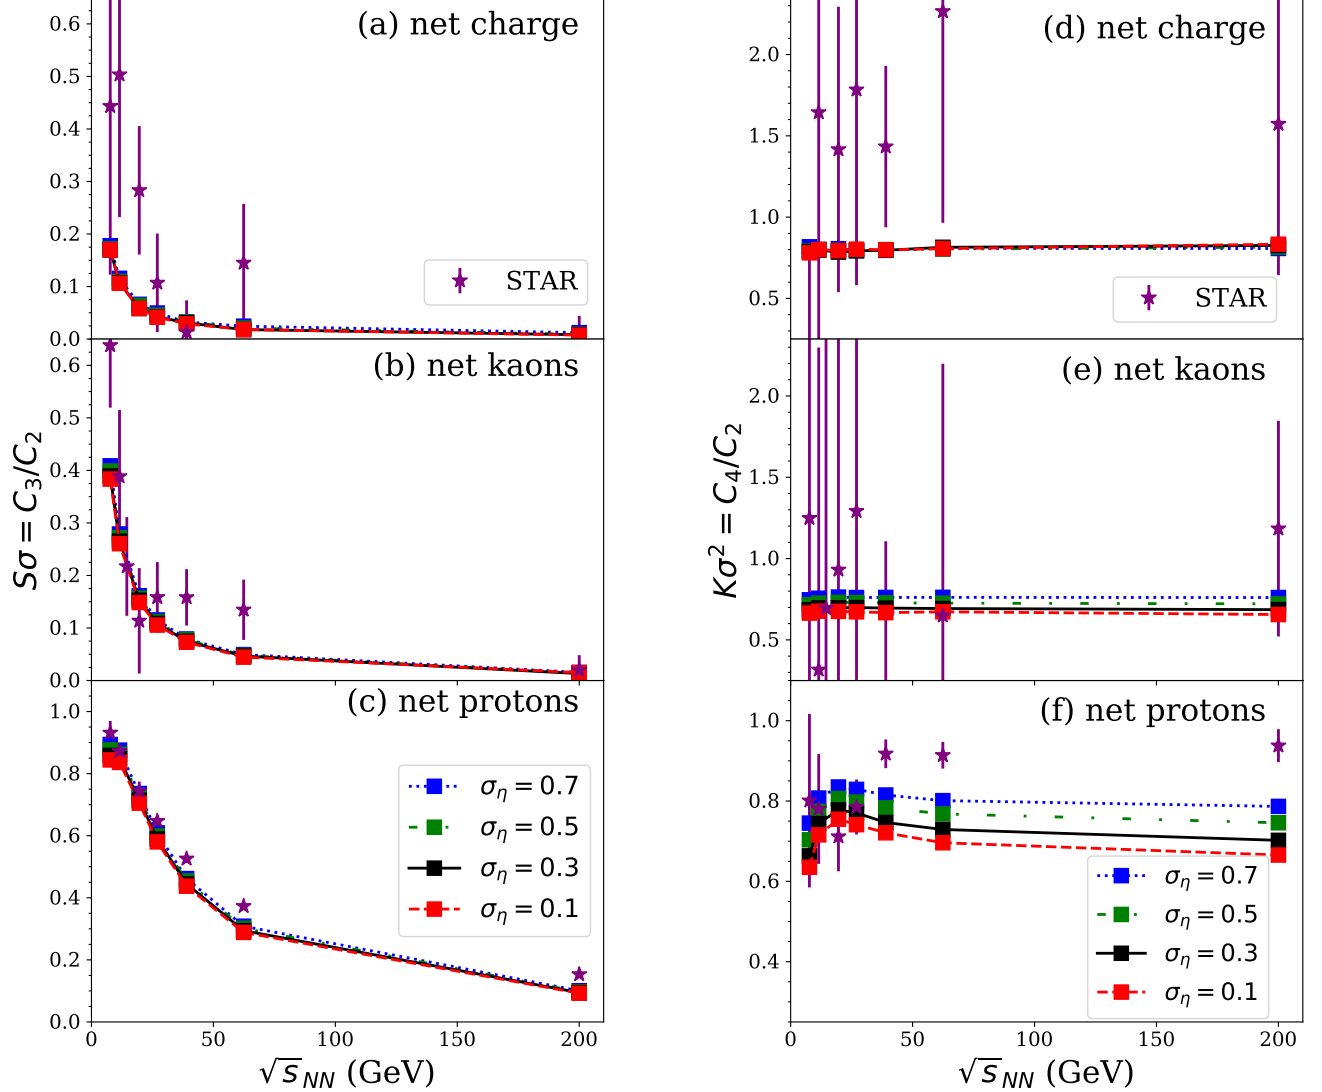 (a) net charge
0.6
0.5
0.4
0.3
0.2
0.1
0.0
STAR
(b) net kaons
0.6
0.5
0.4
0.3
0.2
0.1
0.0
Sσ = C₃/C₂
(c) net protons
1.0
0.8
0.6
0.4
0.2
0.0
σ_η = 0.7
σ_η = 0.5
σ_η = 0.3
σ_η = 0.1
0 50 100 150 200
√s_NN (GeV)
(d) net charge
2.0
1.5
1.0
0.5
STAR
(e) net kaons
2.0
1.5
1.0
0.5
Kσ² = C₄/C₂
(f) net protons
1.0
0.8
0.6
0.4
σ_η = 0.7
σ_η = 0.5
σ_η = 0.3
σ_η = 0.1
0 50 100 150 200
√s_NN (GeV)